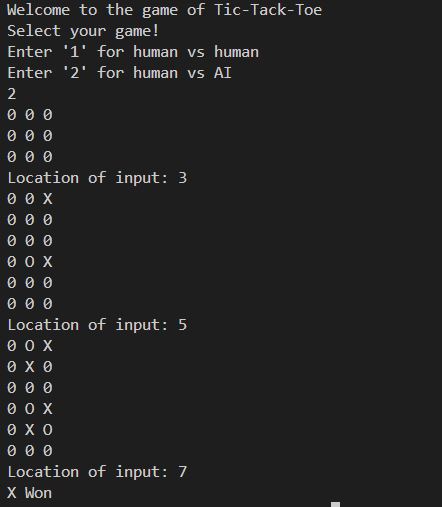 Welcome to the game of Tic-Tack-Toe
Select your game!
Enter '1' for human vs human
Enter '2' for human vs AI
2
0 0 0
0 0 0
0 0 0
Location of input: 3
0 0 X
0 0 0
0 0 0
0 O X
0 0 0
0 0 0
Location of input: 5
0 O X
0 X 0
0 0 0
0 O X
0 X O
0 0 0
Location of input: 7
X Won